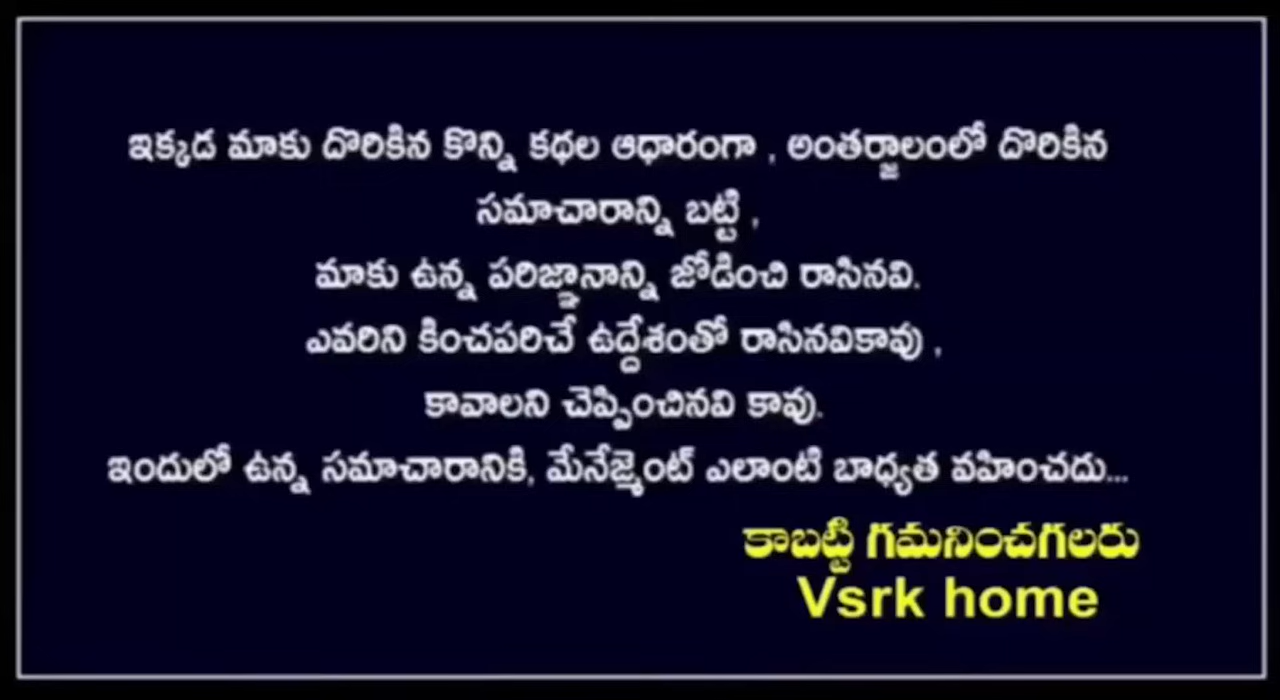 ఇక్కడ మాకు దొరికిన కొన్ని కథల ఆధారంగా , అంతర్జాలంలో దొరికిన
సమాచారాన్ని బట్టి ,
మాకు ఉన్న పరిజ్ఞానాన్ని జోడించి రాసినవి.
ఎవరిని కించపరిచే ఉద్దేశంతో రాసినవికావు ,
కావాలని చెప్పించినవి కావు.
ఇందులో ఉన్న సమాచారానికి, మేనేజ్మెంట్ ఎలాంటి బాధ్యత వహించదు...
కాబట్టి గమనించగలరు
Vsrk home